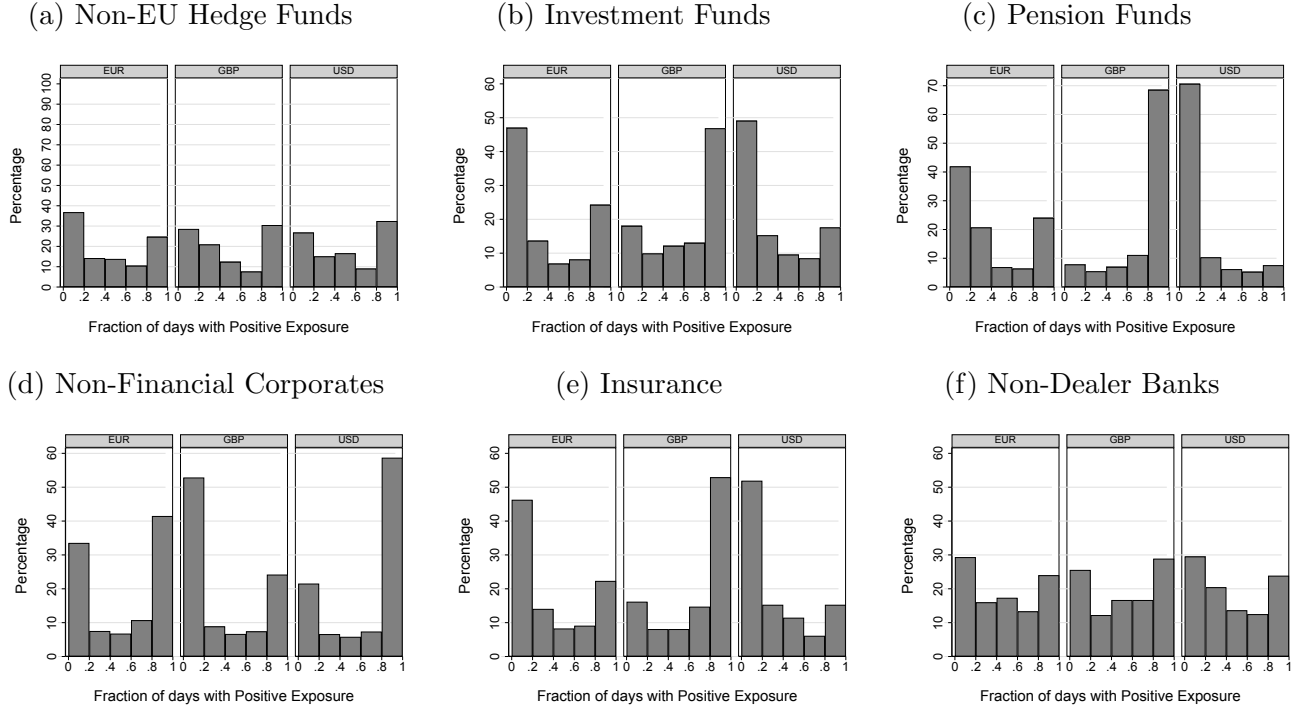 (a) Non-EU Hedge Funds
EUR GBP USD
Percentage
0 10 20 30 40 50 60 70 80 90 100
0 .2 .4 .6 .8 1 0 .2 .4 .6 .8 1 0 .2 .4 .6 .8 1
Fraction of days with Positive Exposure
(b) Investment Funds
EUR GBP USD
Percentage
0 10 20 30 40 50 60
0 .2 .4 .6 .8 1 0 .2 .4 .6 .8 1 0 .2 .4 .6 .8 1
Fraction of days with Positive Exposure
(c) Pension Funds
EUR GBP USD
Percentage
0 10 20 30 40 50 60 70
0 .2 .4 .6 .8 1 0 .2 .4 .6 .8 1 0 .2 .4 .6 .8 1
Fraction of days with Positive Exposure
(d) Non-Financial Corporates
EUR GBP USD
Percentage
0 10 20 30 40 50 60
0 .2 .4 .6 .8 1 0 .2 .4 .6 .8 1 0 .2 .4 .6 .8 1
Fraction of days with Positive Exposure
(e) Insurance
EUR GBP USD
Percentage
0 10 20 30 40 50 60
0 .2 .4 .6 .8 1 0 .2 .4 .6 .8 1 0 .2 .4 .6 .8 1
Fraction of days with Positive Exposure
(f) Non-Dealer Banks
EUR GBP USD
Percentage
0 10 20 30 40 50 60
0 .2 .4 .6 .8 1 0 .2 .4 .6 .8 1 0 .2 .4 .6 .8 1
Fraction of days with Positive Exposure